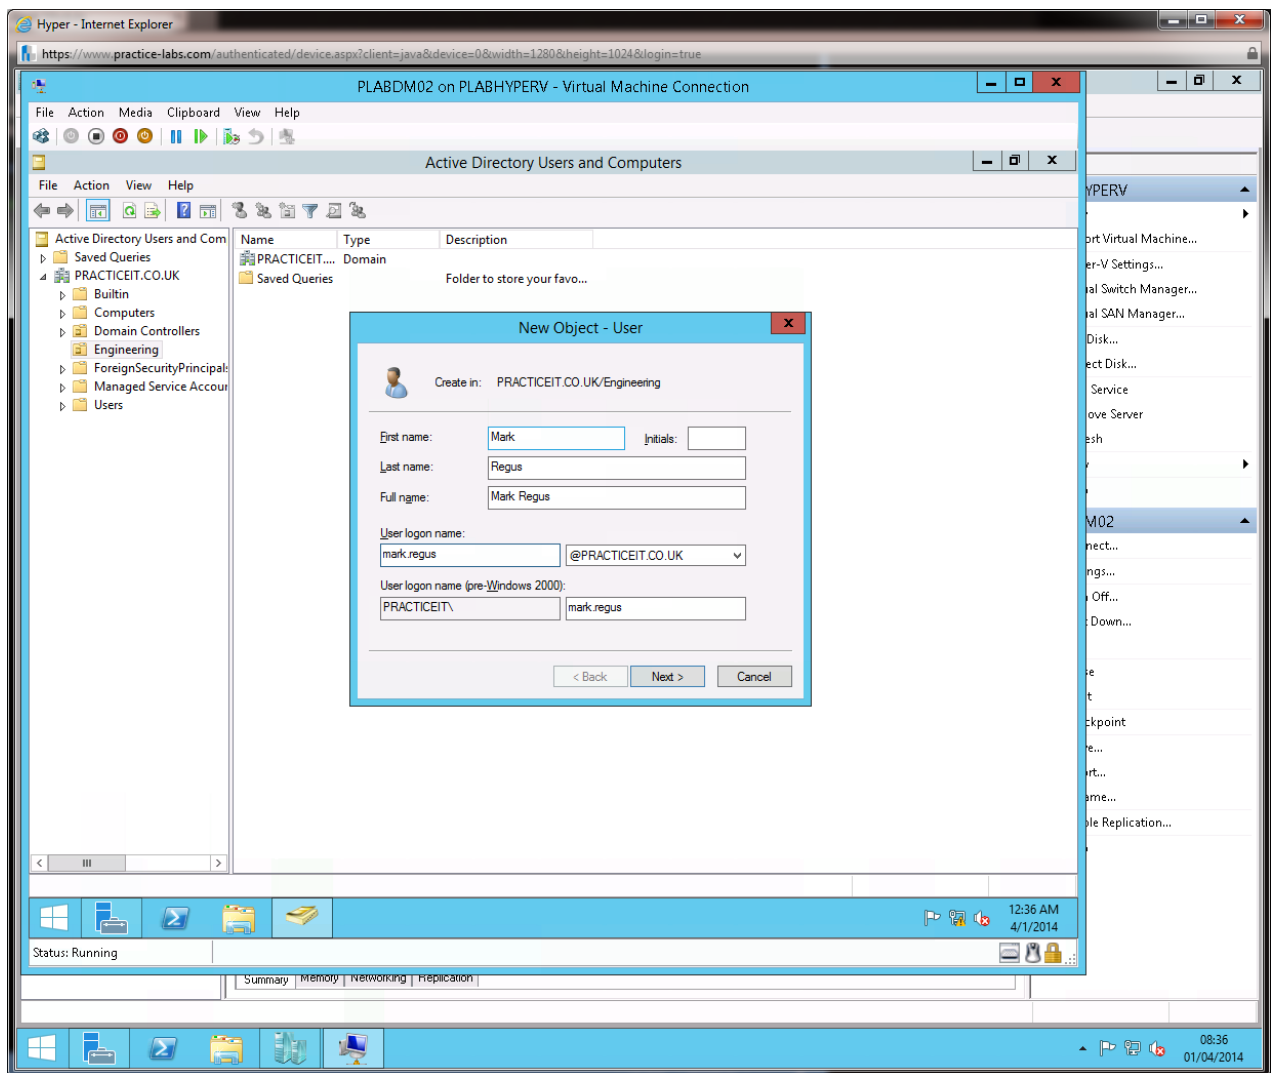 Hyper - Internet Explorer
https://www.practice-labs.com/authenticated/device.aspx?client=java&device=0&width=1280&height=1024&login=true
PLABDM02 on PLABHYPERV - Virtual Machine Connection
File Action Media Clipboard View Help
Active Directory Users and Computers
File Action View Help
Active Directory Users and Com
Saved Queries
PRACTICEIT.CO.UK
Builtin
Computers
Domain Controllers
Engineering
ForeignSecurityPrincipals
Managed Service Accour
Users
Name Type Description
PRACTICEIT.... Domain
Saved Queries Folder to store your favo...
New Object - User
Create in: PRACTICEIT.CO.UK/Engineering
First name: Mark Initials:
Last name: Regus
Full name: Mark Regus
User logon name:
mark.regus @PRACTICEIT.CO.UK
User logon name (pre-Windows 2000):
PRACTICEIT\ mark.regus
< Back Next > Cancel
YPERV
ort Virtual Machine...
er-V Settings...
ual Switch Manager...
ual SAN Manager...
Disk...
ect Disk...
Service
ove Server
esh
M02
nect...
ngs...
Off...
Down...
se
t
ckpoint
ve...
ort...
ame...
ble Replication...
12:36 AM
4/1/2014
Status: Running
Summary Memory Networking Replication
08:36
01/04/2014